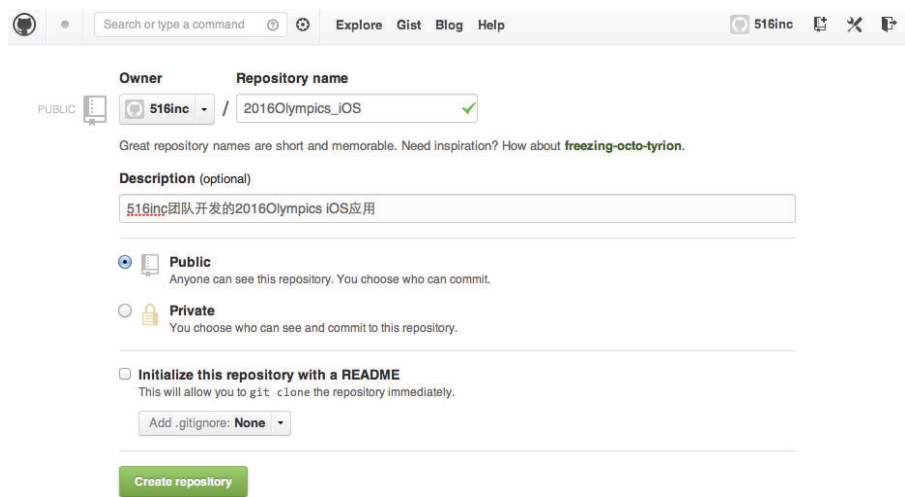 Search or type a command
Explore Gist Blog Help
516inc
Owner Repository name
PUBLIC
516inc / 2016Olympics_iOS
Great repository names are short and memorable. Need inspiration? How about freezing-octo-tyrion.
Description (optional)
516inc团队开发的2016Olympics iOS应用
Public
Anyone can see this repository. You choose who can commit.
Private
You choose who can see and commit to this repository.
Initialize this repository with a README
This will allow you to git clone the repository immediately.
Add .gitignore: None
Create repository